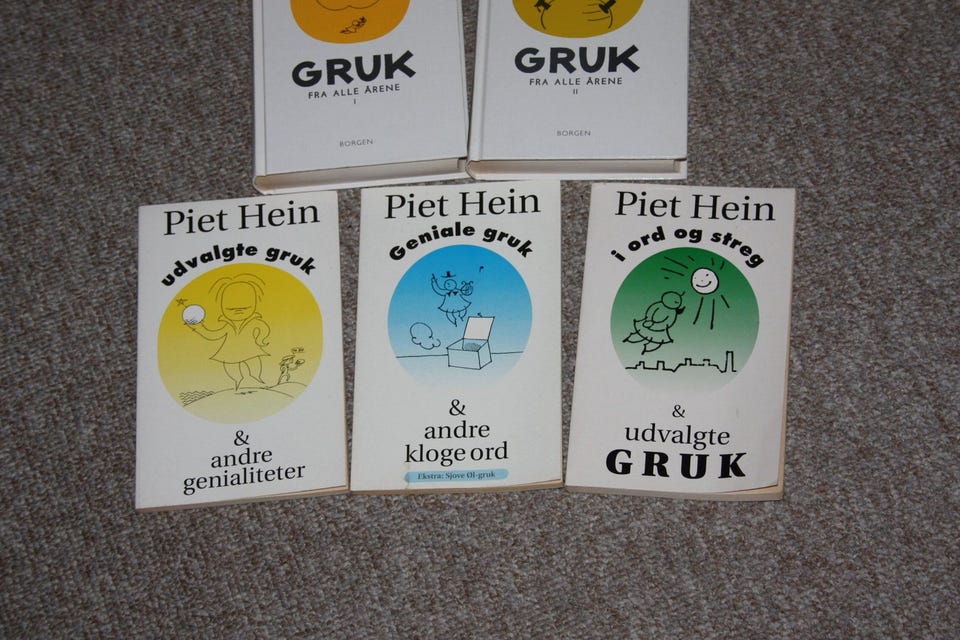 GRUK
FRA ALLE ÅRENE
I
BORGEN
GRUK
FRA ALLE ÅRENE
II
BORGEN
Piet Hein
udvalgte gruk
&
andre
genialiteter
Piet Hein
Geniale gruk
&
andre
kloge ord
Ekstra: Sjove Øl-gruk
Piet Hein
i ord og streg
&
udvalgte
GRUK